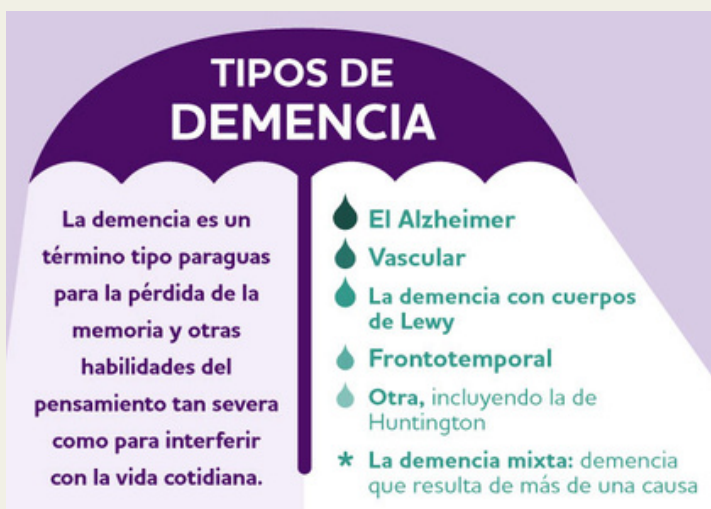 TIPOS DE
DEMENCIA
La demencia es un
término tipo paraguas
para la pérdida de la
memoria y otras
habilidades del
pensamiento tan severa
como para interferir
con la vida cotidiana.
El Alzheimer
Vascular
La demencia con cuerpos
de Lewy
Frontotemporal
Otra, incluyendo la de
Huntington
* La demencia mixta: demencia
que resulta de más de una causa